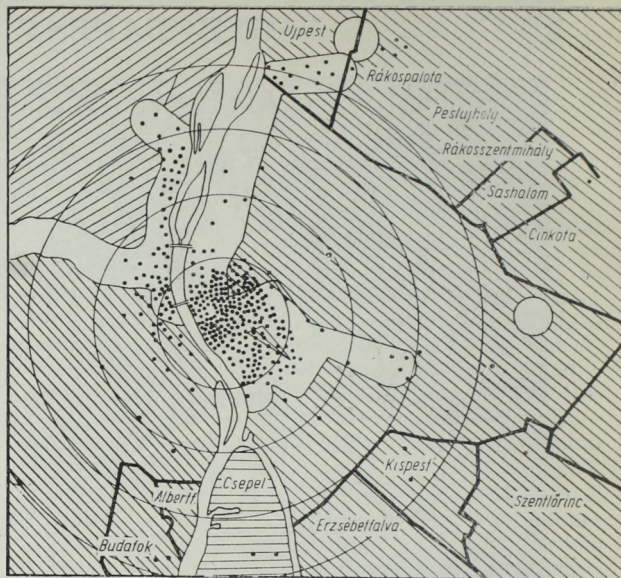 Ujpest
Rákospalota
Pestujhely
Rákosszentmihály
Sashalom
Cinkota
Kispest
Szentlőrinc
Csepel
Albertf.
Erzsébetfalva
Budafok